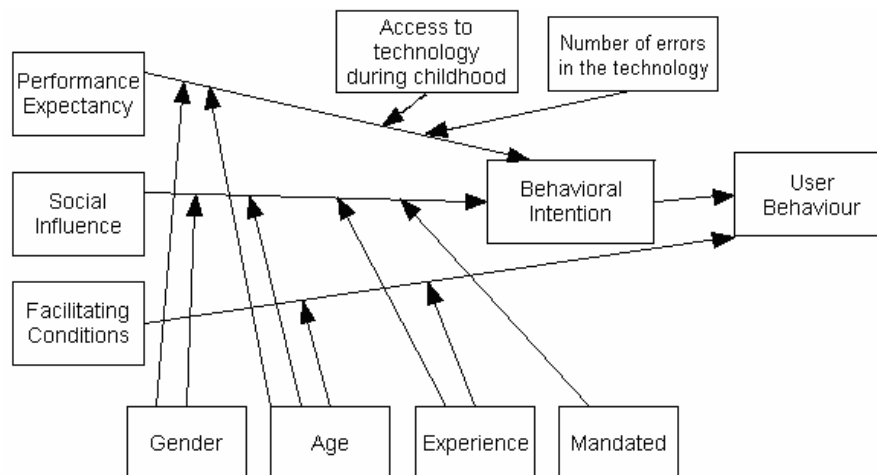 Access to
technology
during childhood
Number of errors
in the technology
Performance
Expectancy
Social
Influence
Behavioral
Intention
User
Behaviour
Facilitating
Conditions
Gender
Age
Experience
Mandated